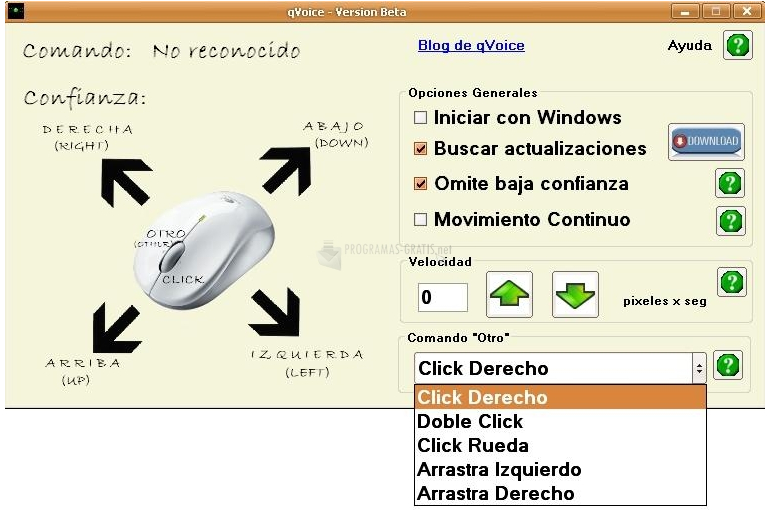 qVoice - Version Beta
Comando: No reconocido
Confianza:
DERECHA
(RIGHT)
ABAJO
(DOWN)
OTRO
(OTHER)
CLICK
ARRIBA
(UP)
IZQUIERDA
(LEFT)
Blog de qVoice
Ayuda
?
Opciones Generales
Iniciar con Windows
Buscar actualizaciones
DOWNLOAD
Omite baja confianza
?
Movimiento Continuo
?
PROGRAMAS-GRATIS.net
Velocidad
0
pixeles x seg
?
Comando "Otro"
Click Derecho
?
Click Derecho
Doble Click
Click Rueda
Arrastra Izquierdo
Arrastra Derecho